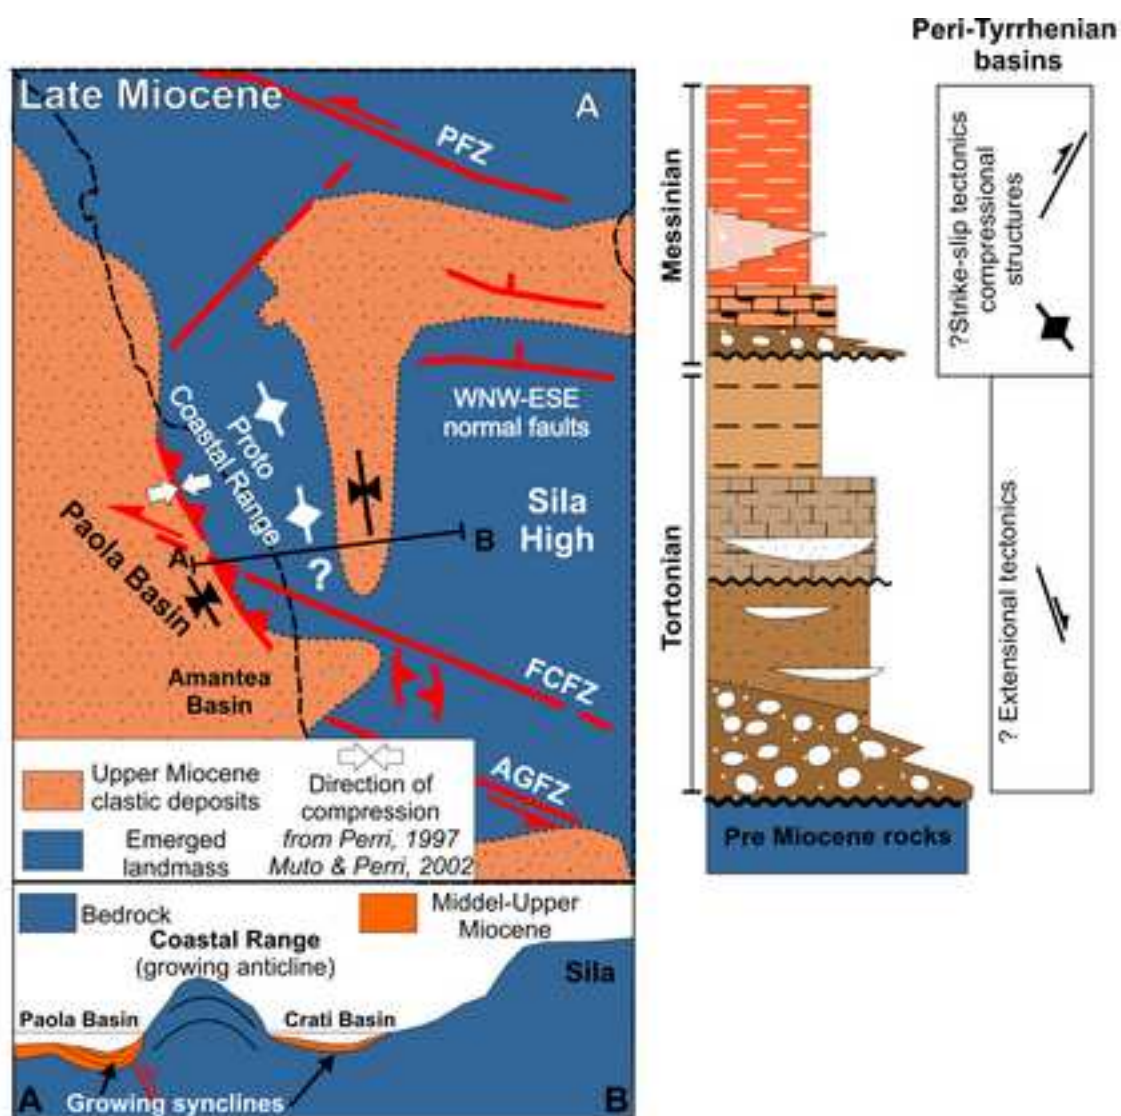 Peri-Tyrrhenian
basins
Late Miocene
A
PFZ
WNW-ESE
normal faults
Proto
Coastal Range
Sila
High
Paola Basin
A
B
?
Amantea
Basin
FCFZ
AGFZ
Upper Miocene
clastic deposits
Emerged
landmass
Direction of
compression
from Perri, 1997
Muto & Perri, 2002
Bedrock
Middel-Upper
Miocene
Coastal Range
(growing anticline)
Sila
Paola Basin
Crati Basin
A
Growing synclines
B
Messinian
Tortonian
Pre Miocene rocks
?Strike-slip tectonics
compressional
structures
? Extensional tectonics